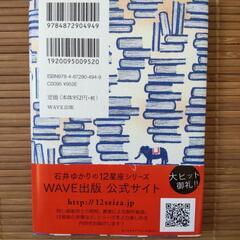 9784872904949
1920095009520
ISBN978-4-87290-494-9
C0095 ¥952E
定価(本体952円+税)
WAVE出版
石井ゆかりの12星座シリーズ
WAVE出版 公式サイト
http://12seiza.jp/
大ヒット
御礼!!